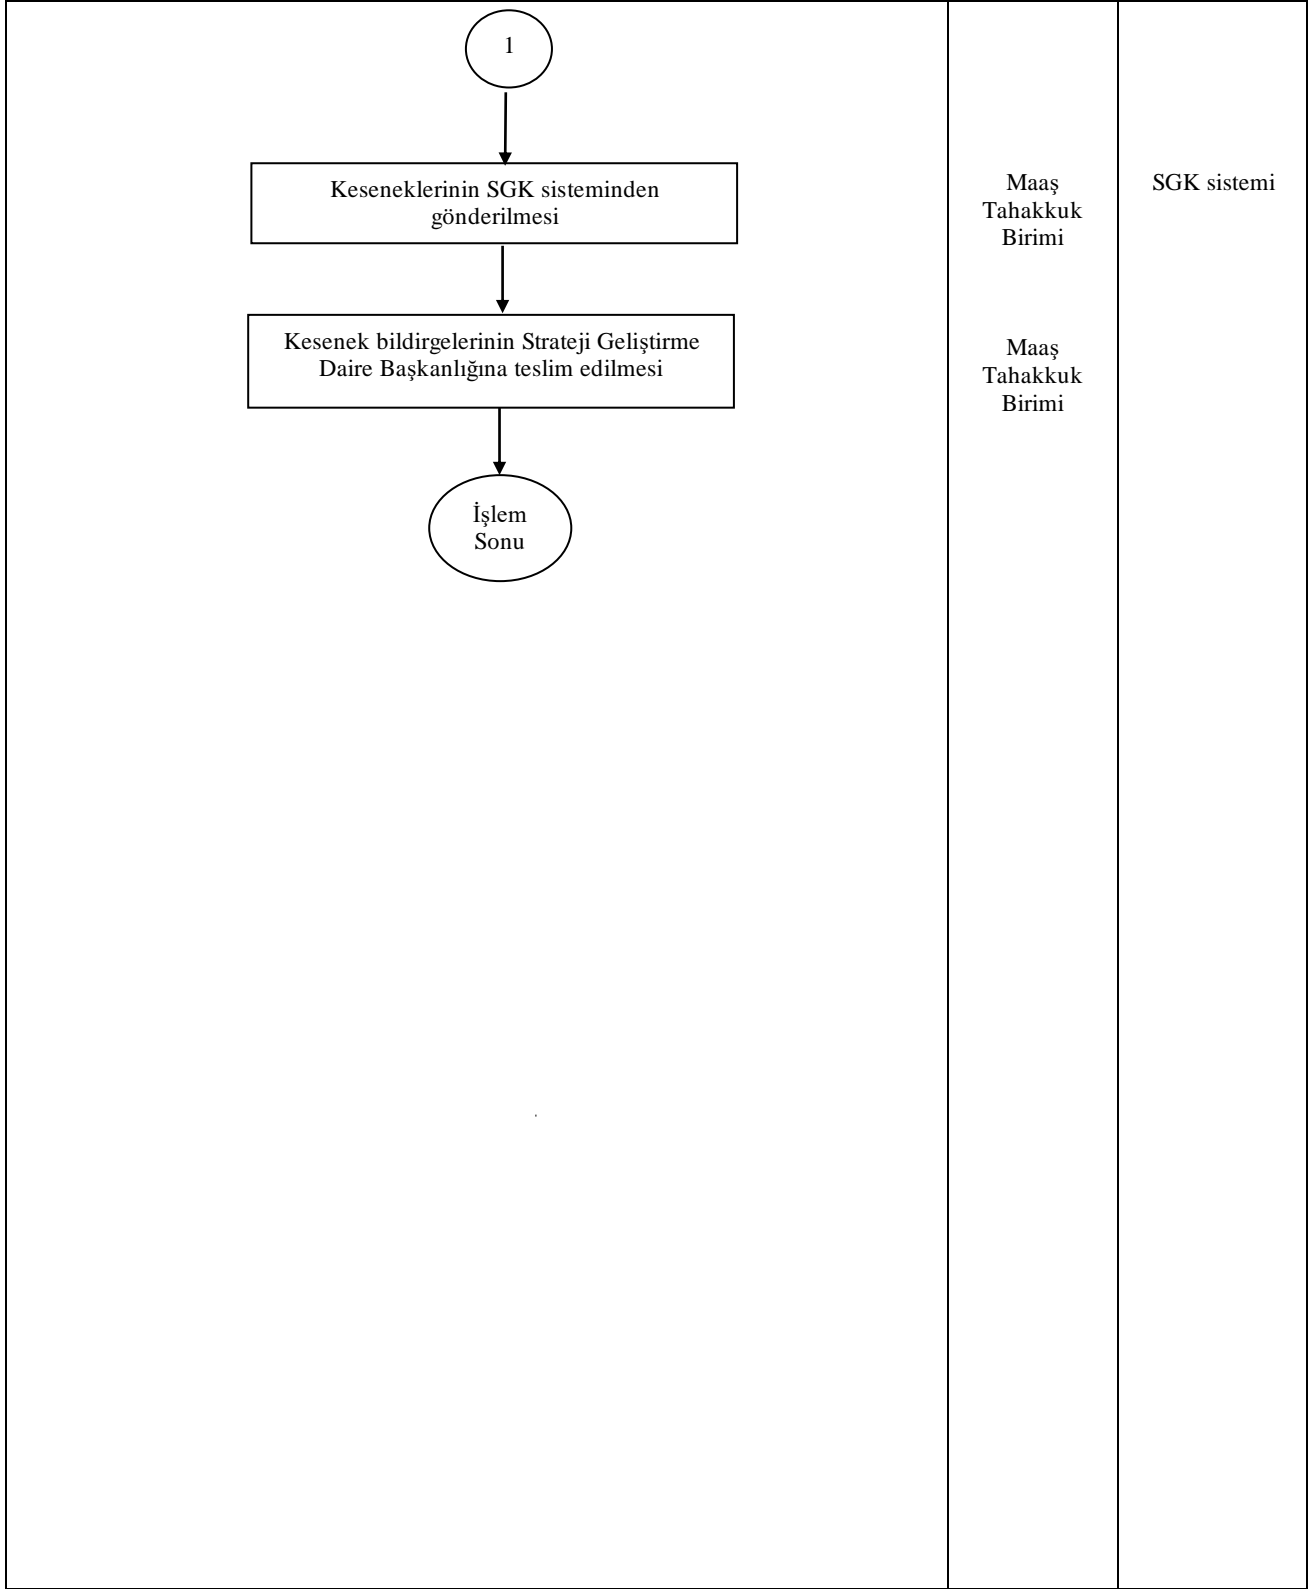 1
Keseneklerinin SGK sisteminden
gönderilmesi
Maaş
Tahakkuk
Birimi
SGK sistemi
Kesenek bildirgelerinin Strateji Geliştirme
Daire Başkanlığına teslim edilmesi
Maaş
Tahakkuk
Birimi
İşlem
Sonu